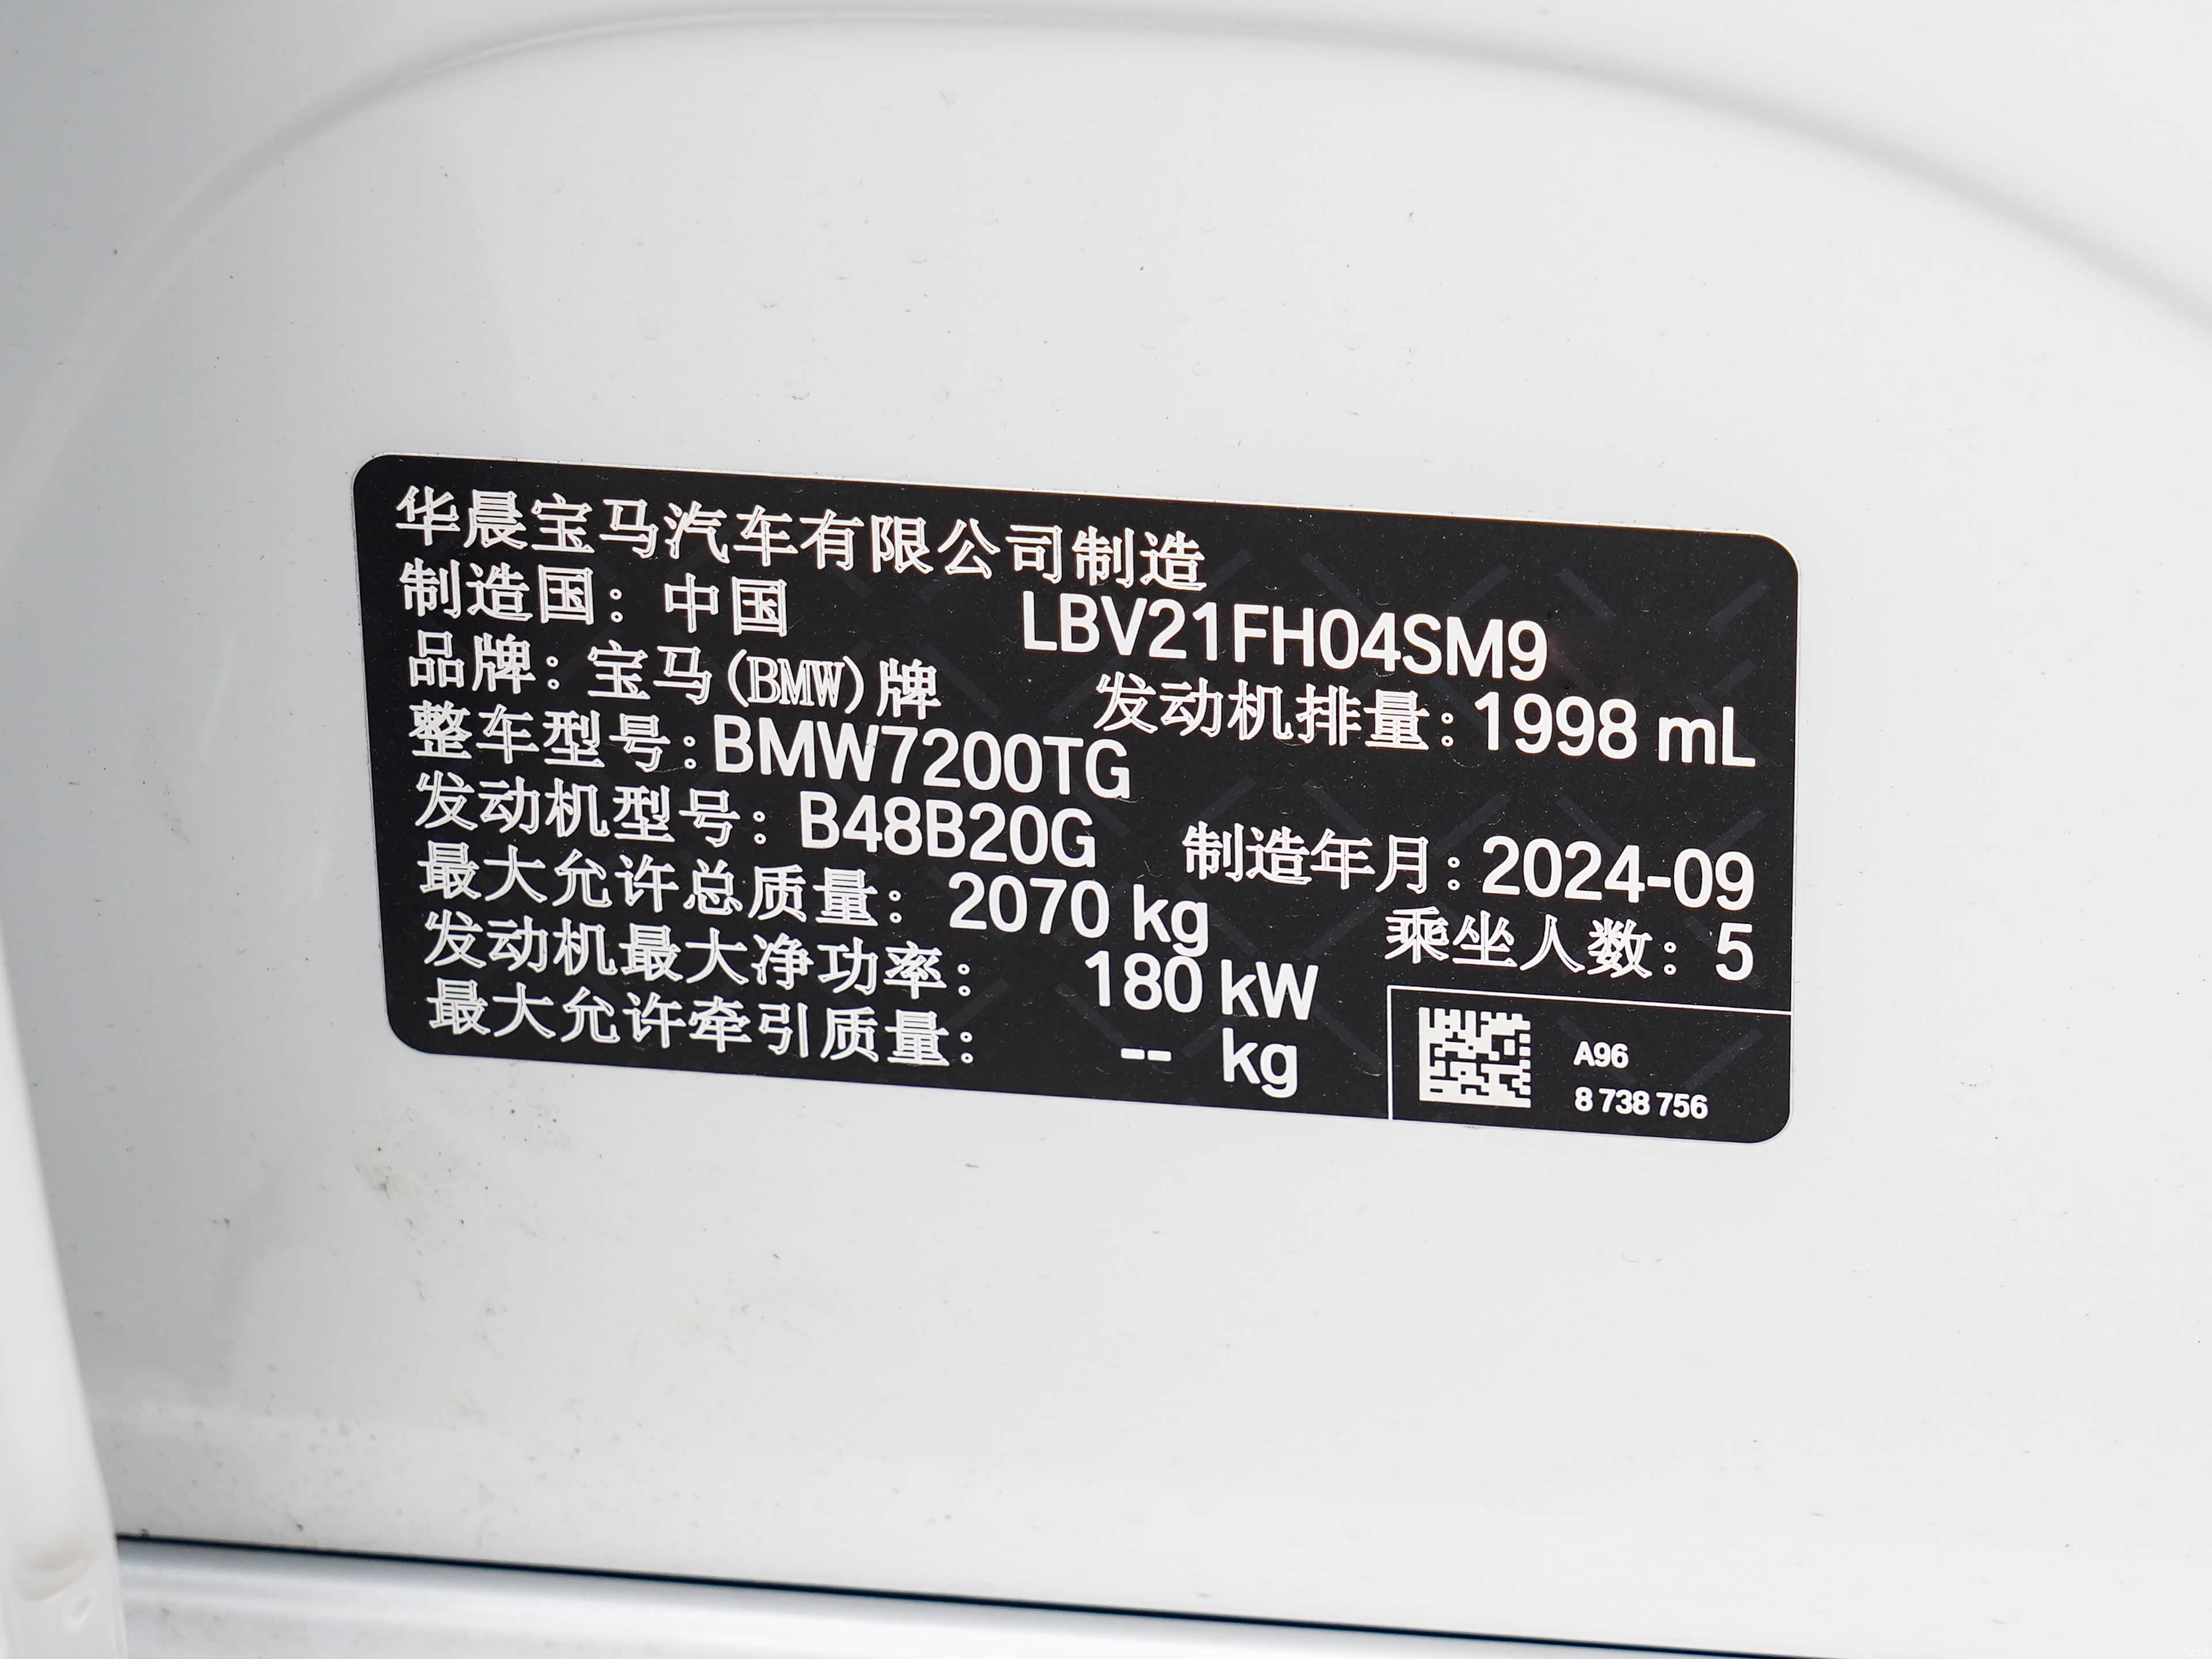 华晨宝马汽车有限公司制造
制造国：中国 LBV21FH04SM9
品牌：宝马(BMW)牌 发动机排量：1998 mL
整车型号：BMW7200TG
发动机型号：B48B20G 制造年月：2024-09
最大允许总质量：2070 kg 乘坐人数：5
发动机最大净功率：180 kW
最大允许牵引质量：-- kg
A96
8 738 756